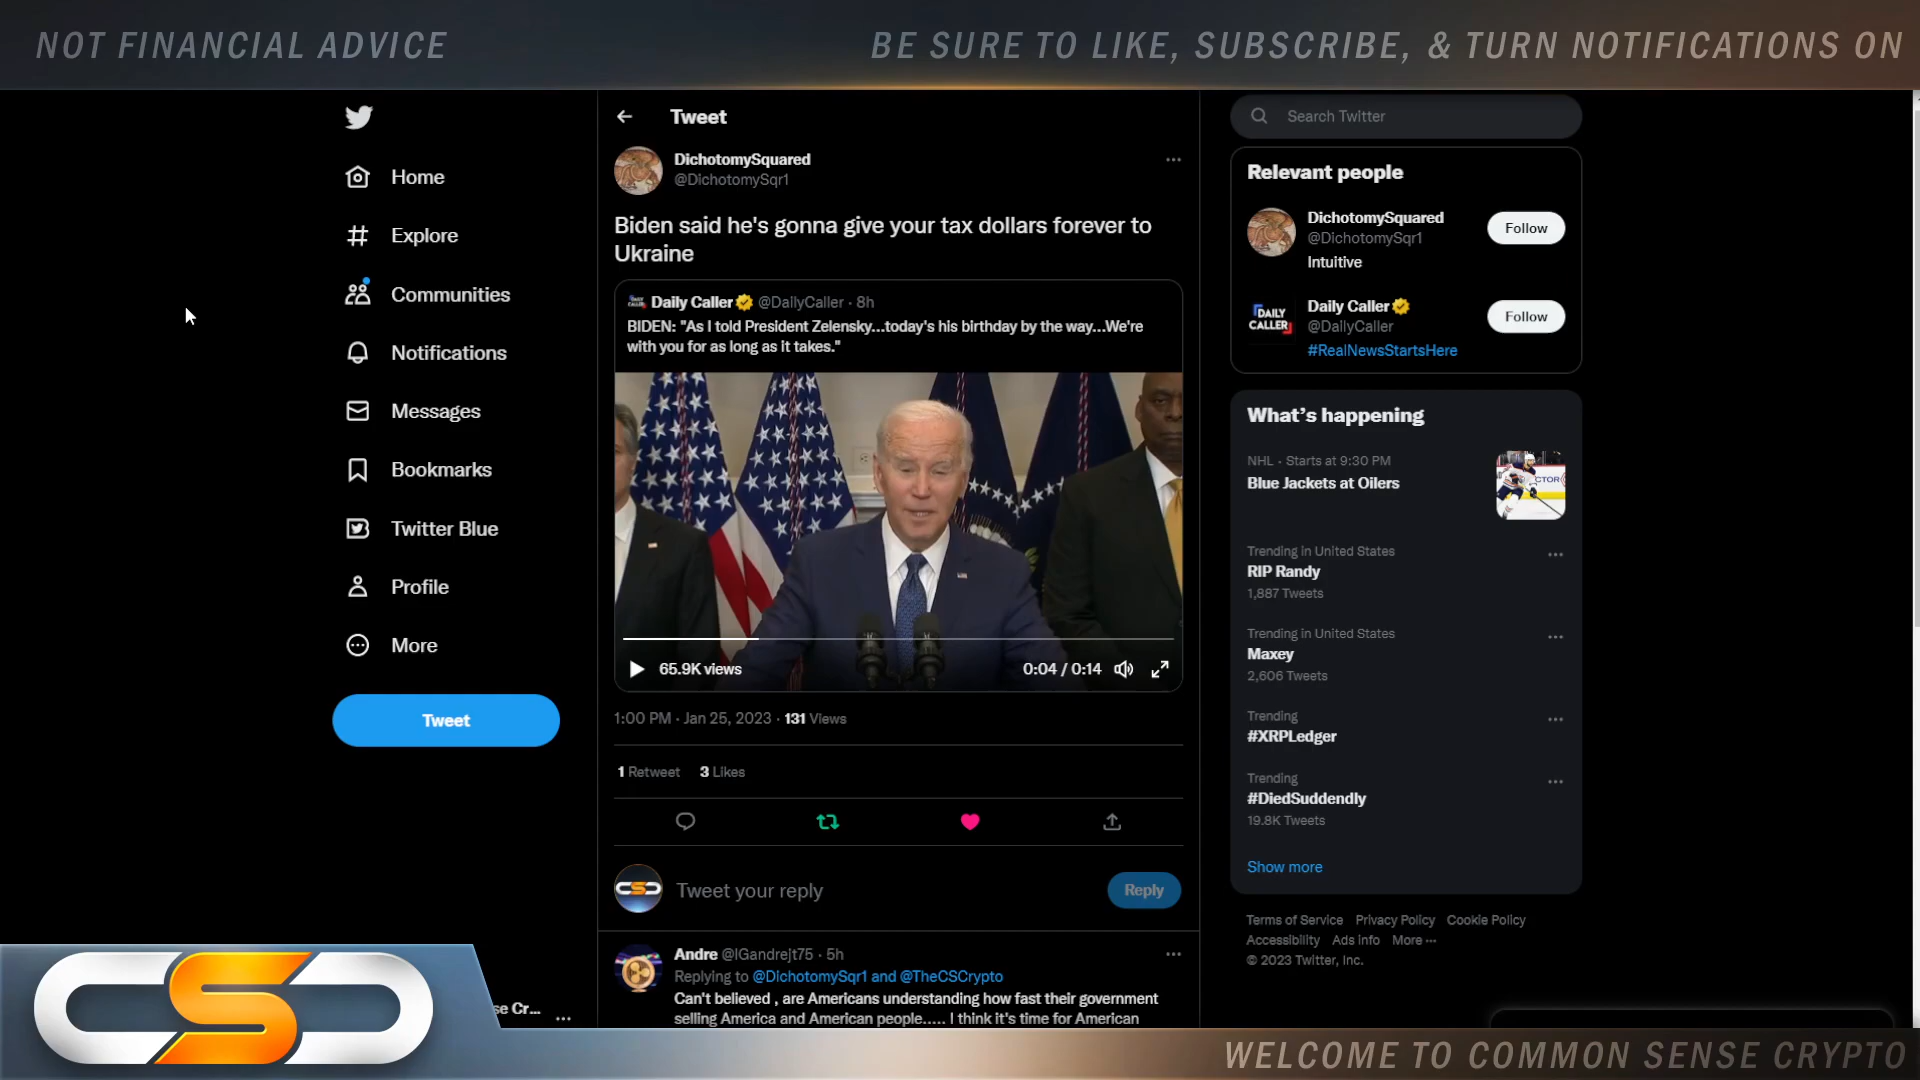 NOT FINANCIAL ADVICE
BE SURE TO LIKE, SUBSCRIBE, & TURN NOTIFICATIONS ON
Home
Explore
Communities
Notifications
Messages
Bookmarks
Twitter Blue
Profile
More
Tweet
Tweet
DichotomySquared
@DichotomySqr1
Biden said he's gonna give your tax dollars forever to
Ukraine
Daily Caller @DailyCaller · 8h
BIDEN: "As I told President Zelensky...today's his birthday by the way...We're
with you for as long as it takes."
65.9K views
0:04 / 0:14
1:00 PM · Jan 25, 2023 · 131 Views
1 Retweet 3 Likes
Tweet your reply
Reply
Andre @IGandrejt75 · 5h
Replying to @DichotomySqr1 and @TheCSCrypto
Can't believed , are Americans understanding how fast their government
selling America and American people..... I think it's time for American
Search Twitter
Relevant people
DichotomySquared
@DichotomySqr1
Follow
Intuitive
DAILY
CALLER
Daily Caller
@DailyCaller
Follow
#RealNewsStartsHere
What's happening
NHL · Starts at 9:30 PM
Blue Jackets at Oilers
Trending in United States
RIP Randy
1,887 Tweets
Trending in United States
Maxey
2,606 Tweets
Trending
#XRPLedger
Trending
#DiedSuddendly
19.8K Tweets
Show more
Terms of Service Privacy Policy Cookie Policy
Accessibility Ads info More ···
© 2023 Twitter, Inc.
CSC
se Cr...
WELCOME TO COMMON SENSE CRYPTO